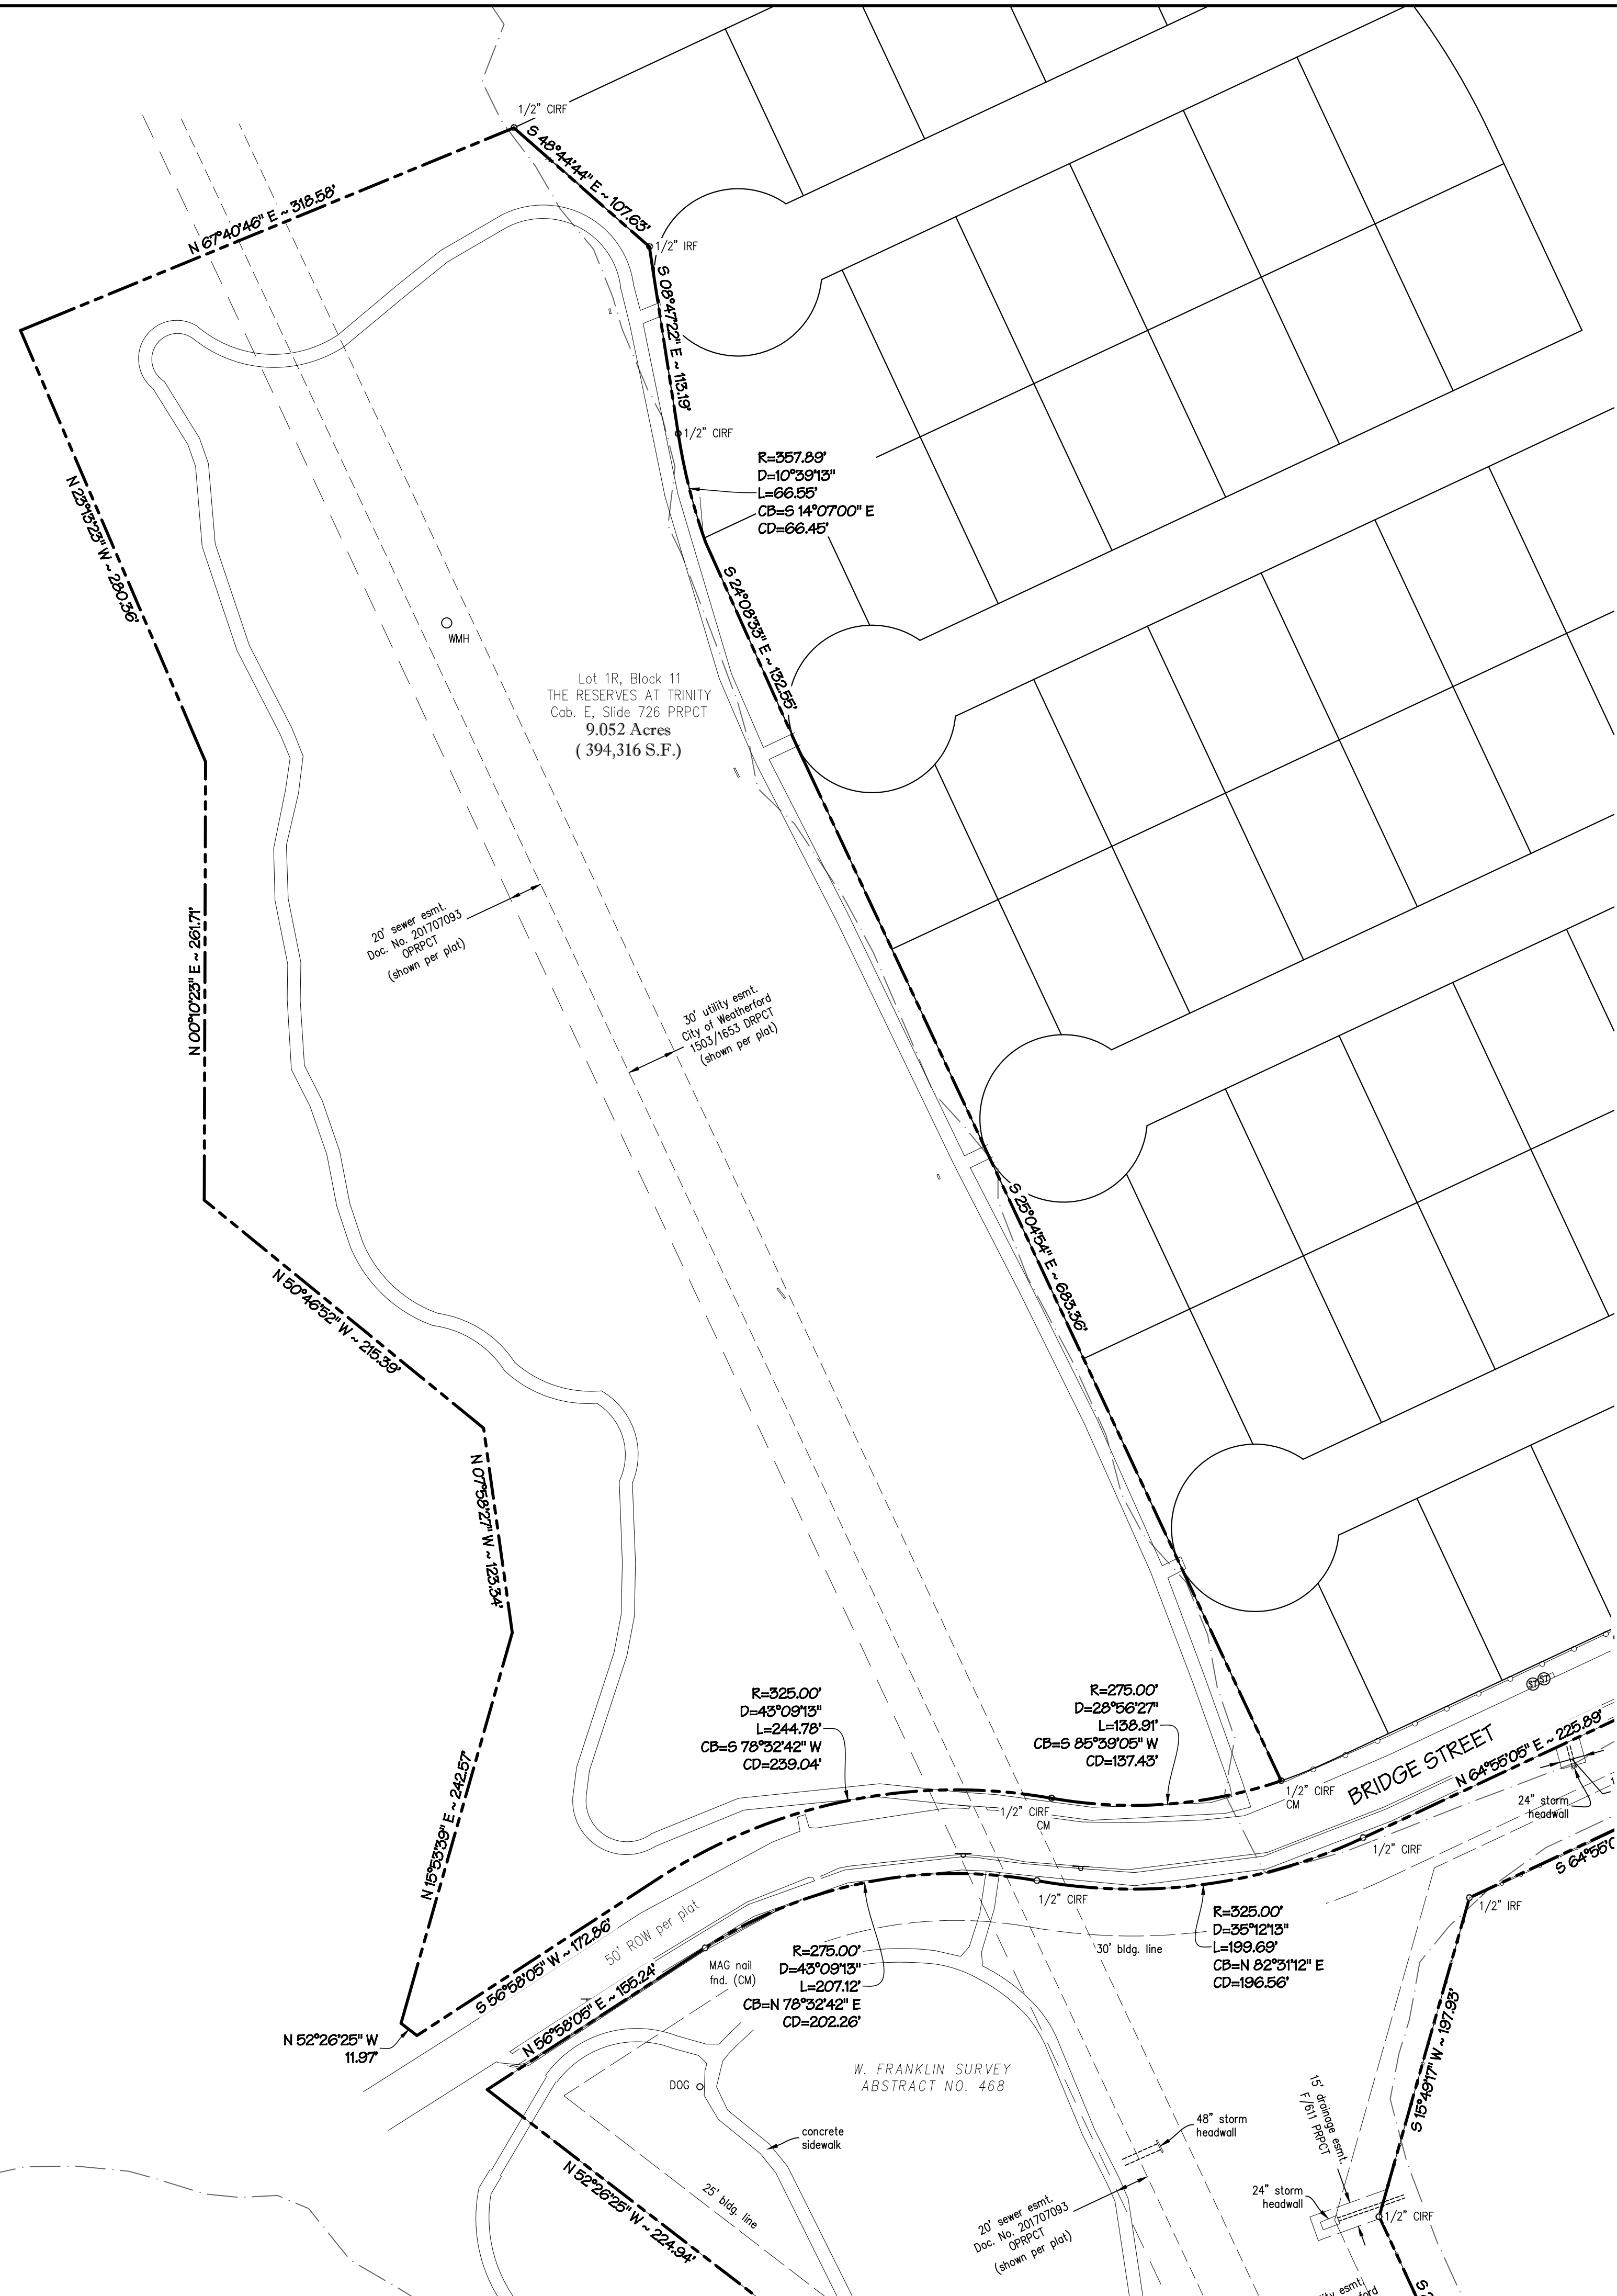 1/2" CIRF
S 48°44'44" E ~ 107.63'
N 67°40'46" E ~ 318.58'
1/2" IRF
S 08°47'22" E ~ 113.19'
1/2" CIRF
R=357.89'
D=10°39'13"
L=66.55'
CB=S 14°07'00" E
CD=66.45'
N 23°13'23" W ~ 280.36'
S 24°08'33" E ~ 132.55'
WMH
Lot 1R, Block 11
THE RESERVES AT TRINITY
Cab. E, Slide 726 PRPCT
9.052 Acres
( 394,316 S.F.)
20' sewer esmt.
Doc. No. 201707093
OPRPCT
(shown per plat)
N 00°10'23" E ~ 261.71'
30' utility esmt.
City of Weatherford
1503/1653 DRPCT
(shown per plat)
S 25°04'54" E ~ 683.36'
N 50°46'52" W ~ 215.39'
N 07°58'27" W ~ 123.34'
R=325.00'
D=43°09'13"
L=244.78'
CB=S 78°32'42" W
CD=239.04'
R=275.00'
D=28°56'27"
L=138.91'
CB=S 85°39'05" W
CD=137.43'
N 15°53'39" E ~ 242.57'
1/2" CIRF
CM
1/2" CIRF
CM
BRIDGE STREET
N 64°55'05" E ~ 225.89'
24" storm
headwall
1/2" CIRF
1/2" CIRF
1/2" IRF
S 56°58'05" W ~ 172.86'
50' ROW per plat
N 56°58'05" E ~ 155.24'
MAG nail
fnd. (CM)
R=275.00'
D=43°09'13"
L=207.12'
CB=N 78°32'42" E
CD=202.26'
30' bldg. line
R=325.00'
D=35°12'13"
L=199.69'
CB=N 82°31'12" E
CD=196.56'
N 52°26'25" W
11.97'
W. FRANKLIN SURVEY
ABSTRACT NO. 468
DOG
concrete
sidewalk
48" storm
headwall
15' drainage esmt.
F/611 PRPCT
S 15°49'17" W ~ 197.93'
N 52°26'25" W ~ 224.94'
25' bldg. line
20' sewer esmt.
Doc. No. 201707093
OPRPCT
(shown per plat)
24" storm
headwall
1/2" CIRF